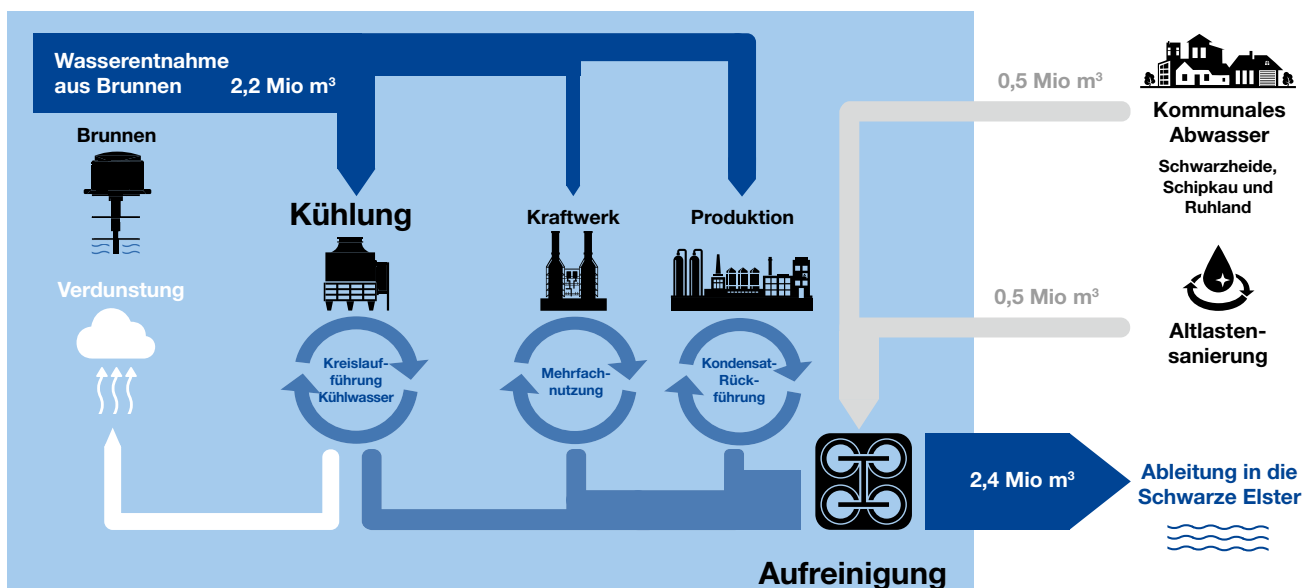 Wasserentnahme
aus Brunnen 2,2 Mio m³
Brunnen
Verdunstung
Kühlung
Kraftwerk
Produktion
Kreislauf-
führung
Kühlwasser
Mehrfach-
nutzung
Kondensat-
Rück-
führung
0,5 Mio m³
Kommunales
Abwasser
Schwarzheide,
Schipkau und
Ruhland
0,5 Mio m³
Altlasten-
sanierung
2,4 Mio m³
Ableitung in die
Schwarze Elster
Aufreinigung